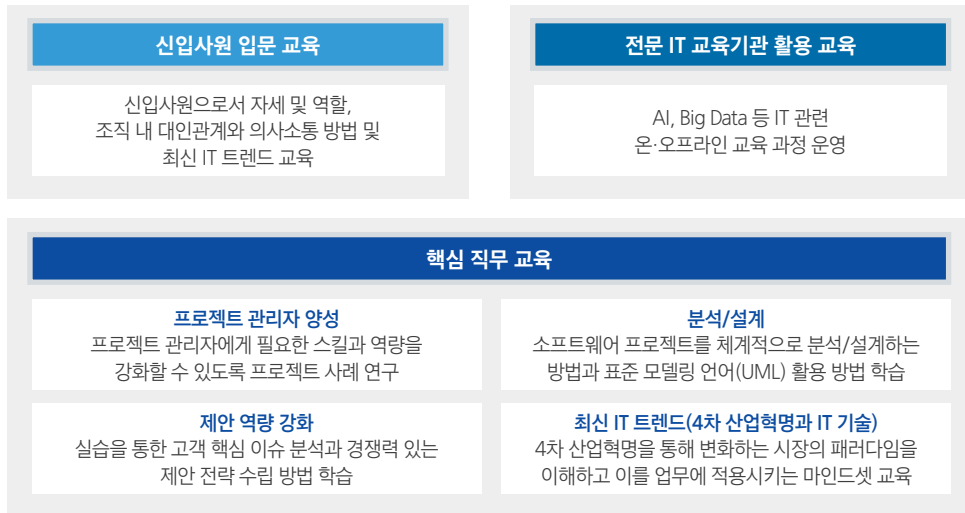 신입사원 입문 교육
신입사원으로서 자세 및 역할,
조직 내 대인관계와 의사소통 방법 및
최신 IT 트렌드 교육
전문 IT 교육기관 활용 교육
AI, Big Data 등 IT 관련
온·오프라인 교육 과정 운영
핵심 직무 교육
프로젝트 관리자 양성
프로젝트 관리자에게 필요한 스킬과 역량을
강화할 수 있도록 프로젝트 사례 연구
분석/설계
소프트웨어 프로젝트를 체계적으로 분석/설계하는
방법과 표준 모델링 언어(UML) 활용 방법 학습
제안 역량 강화
실습을 통한 고객 핵심 이슈 분석과 경쟁력 있는
제안 전략 수립 방법 학습
최신 IT 트렌드(4차 산업혁명과 IT 기술)
4차 산업혁명을 통해 변화하는 시장의 패러다임을
이해하고 이를 업무에 적용시키는 마인드셋 교육